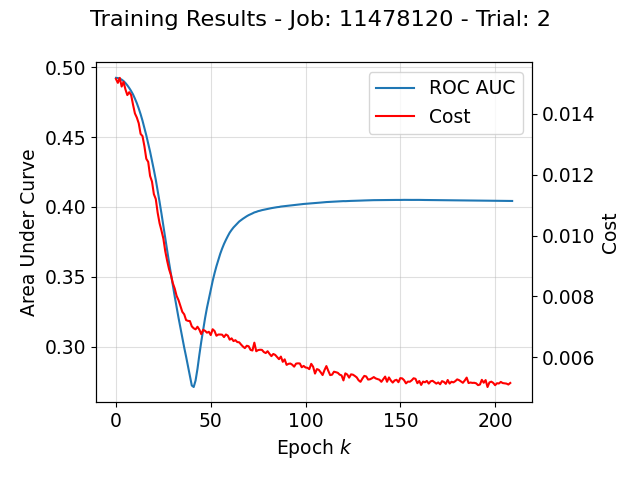 Training Results - Job: 11478120 - Trial: 2
ROC AUC
Cost
Area Under Curve
0.50
0.45
0.40
0.35
0.30
0.014
0.012
0.010
0.008
0.006
Cost
0
50
100
150
200
Epoch k